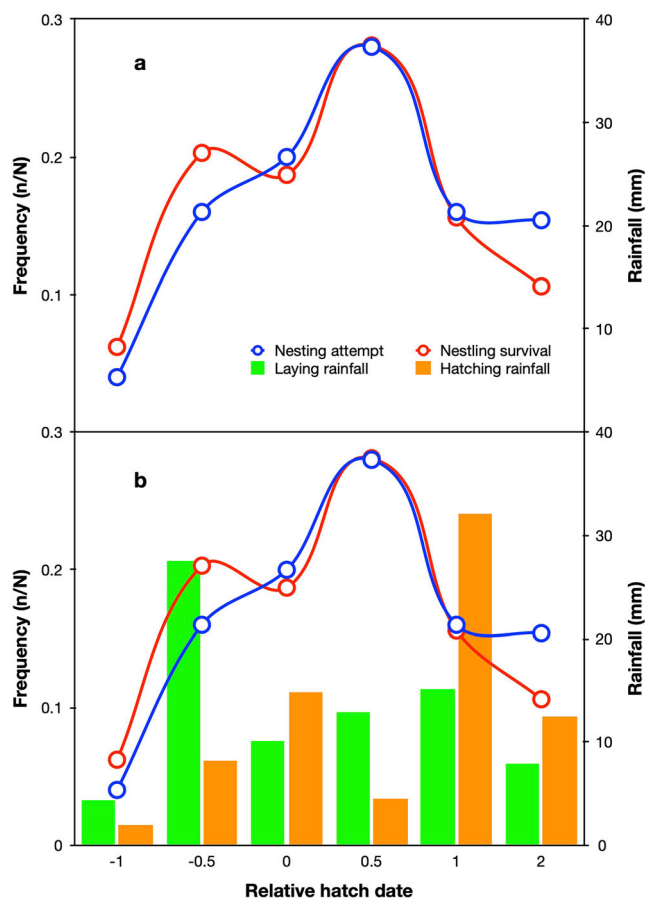 0.3
40
a
30
Frequency (n/N)
0.2
Rainfall (mm)
20
0.1
10
Nesting attempt
Nestling survival
Laying rainfall
Hatching rainfall
0.3
40
b
30
Frequency (n/N)
0.2
Rainfall (mm)
20
0.1
10
0
0
-1 -0.5 0 0.5 1 2
Relative hatch date